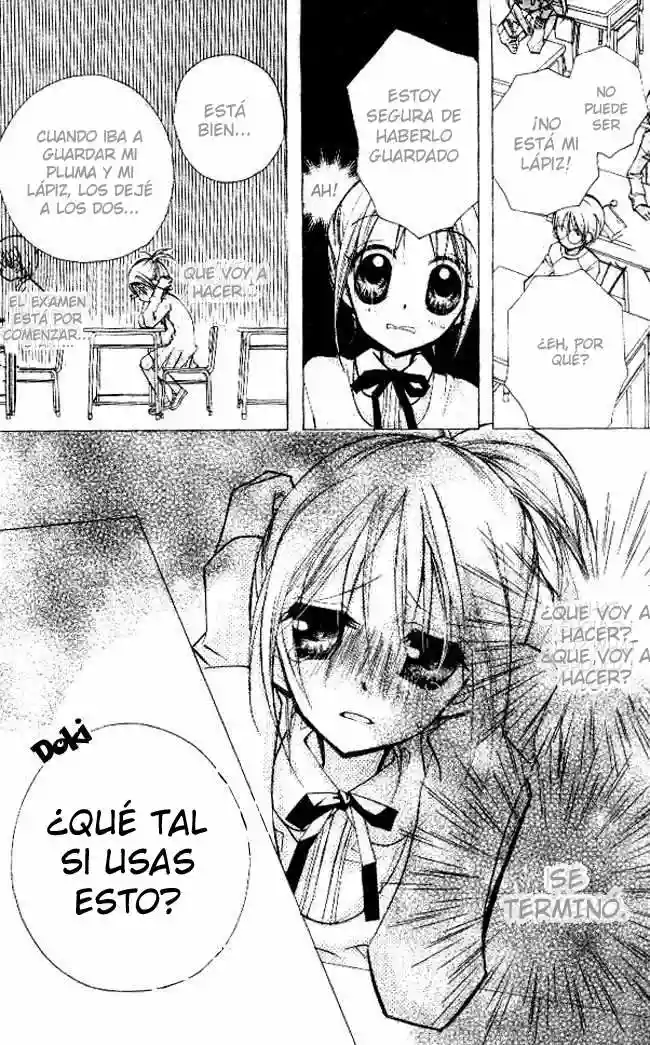 NO
PUEDE
SER
¡NO
ESTÁ MI
LÁPIZ!
¿EH, POR
QUÉ?
ESTOY
SEGURA DE
HABERLO
GUARDADO
AH!
ESTÁ
BIEN...
CUANDO IBA A
GUARDAR MI
PLUMA Y MI
LÁPIZ, LOS DEJÉ
A LOS DOS...
QUE VOY A
HACER...
EL EXAMEN
ESTÁ POR
COMENZAR...
¿QUE VOY A
HACER?
¿QUE VOY A
HACER?
¡SE
TERMINÓ.
Doki
¿QUÉ TAL
SI USAS
ESTO?